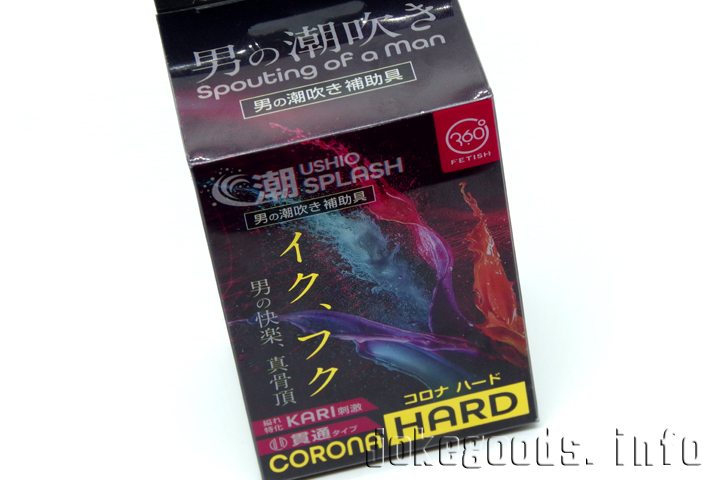 男の潮吹き
Spouting of a Man
男の潮吹き補助具
360°
FETISH
潮 USHIO
SPLASH
男の潮吹き補助具
イク、フク
男の快楽、真骨頂
KARI刺激
特化
貫通タイプ
コロナ ハード
CORONA HARD
dokegoods.info